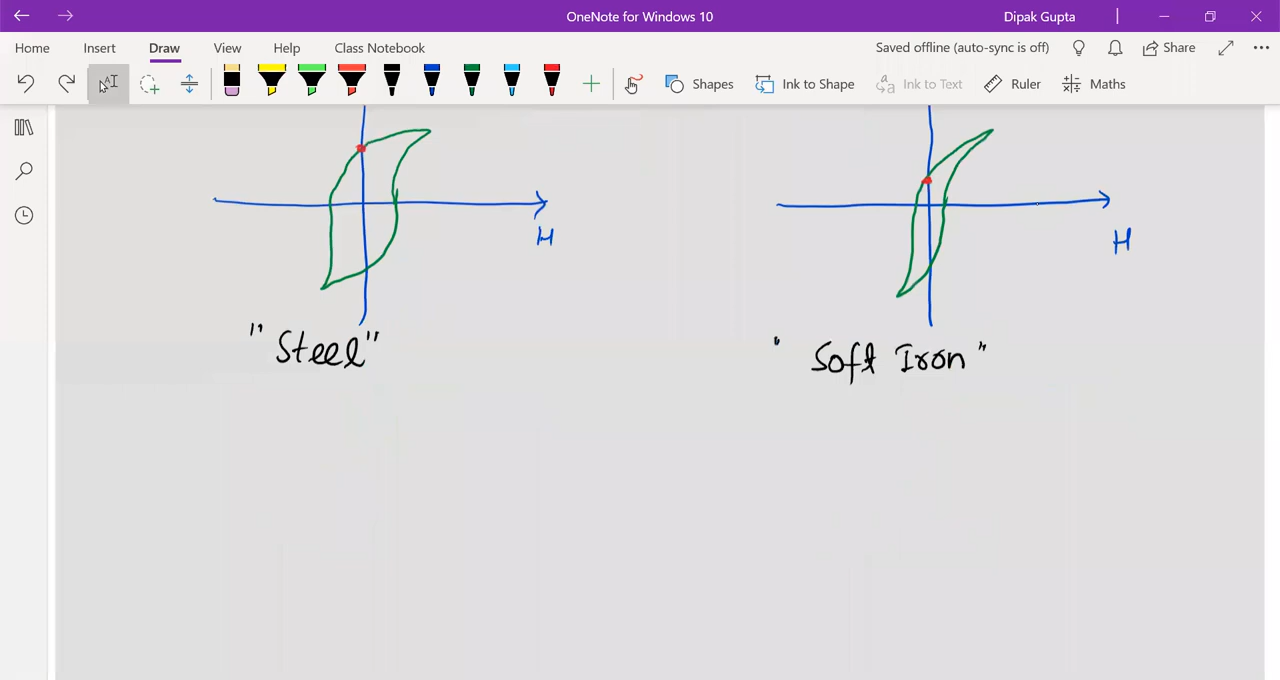 OneNote for Windows 10
Dipak Gupta
Home Insert Draw View Help Class Notebook
Saved offline (auto-sync is off)
Share
Shapes
Ink to Shape
Ink to Text
Ruler
Maths
H
H
"Steel"
"Soft Iron"